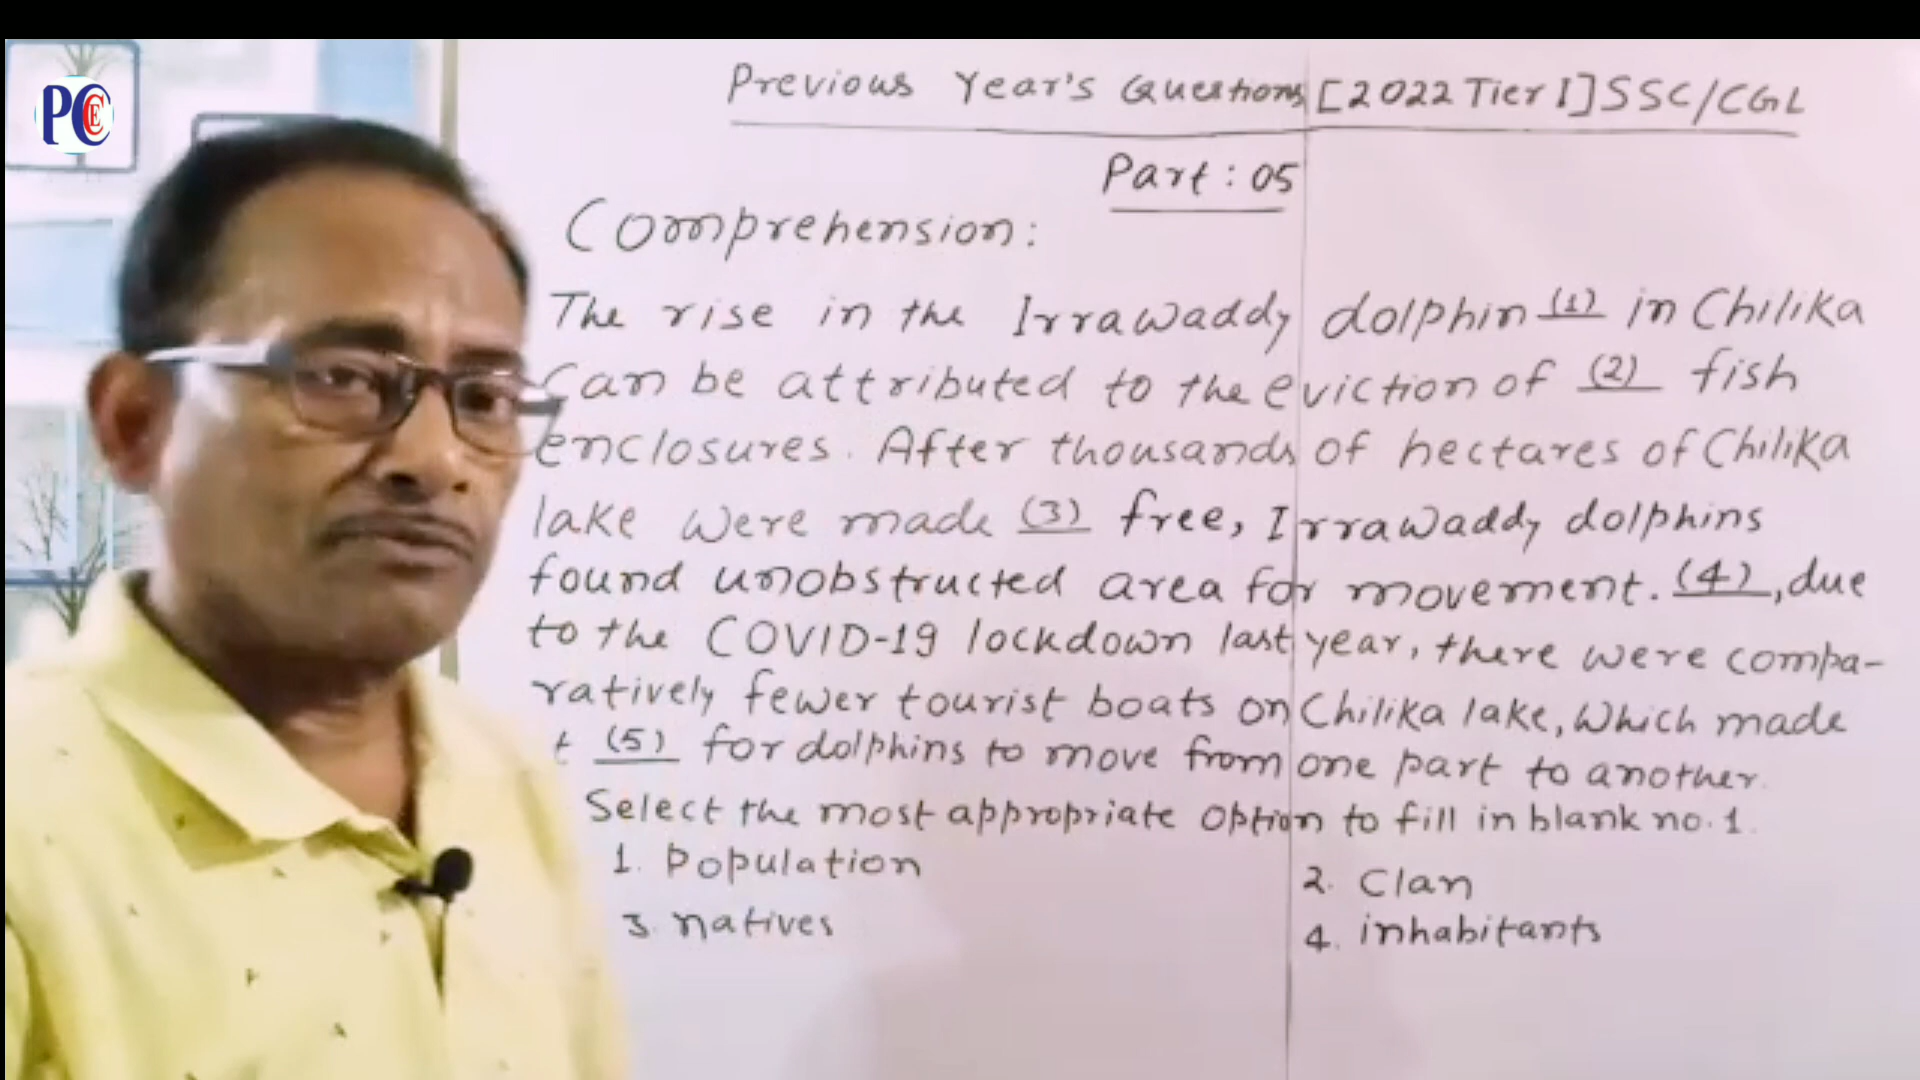 PCCE
Previous Year's Questions [2022 Tier I] SSC/CGL
Part: 05
Comprehension:
The rise in the Irrawaddy dolphin (1) in Chilika
Can be attributed to the eviction of (2) fish
enclosures. After thousands of hectares of Chilika
lake were made (3) free, Irrawaddy dolphins
found unobstructed area for movement. (4), due
to the COVID-19 lockdown last year, there were compa-
ratively fewer tourist boats on Chilika lake, Which made
t (5) for dolphins to move from one part to another.
Select the most appropriate option to fill in blank no. 1.
1. Population
2. Clan
3. natives
4. inhabitants